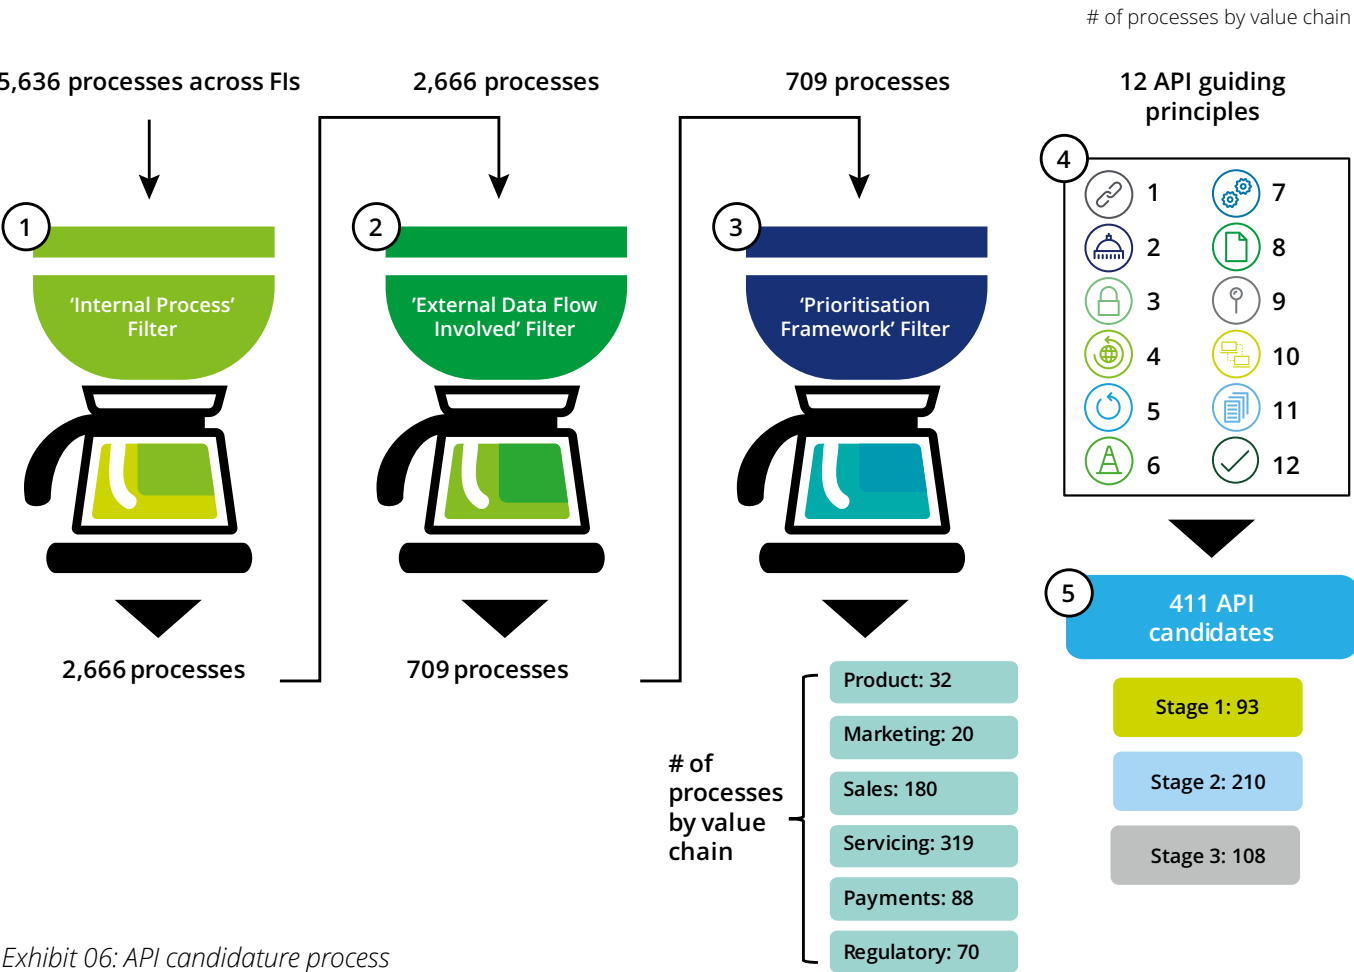 # of processes by value chain
5,636 processes across FIs
2,666 processes
709 processes
12 API guiding
principles
1
'Internal Process'
Filter
2,666 processes
2
'External Data Flow
Involved' Filter
709 processes
3
'Prioritisation
Framework' Filter
# of
processes
by value
chain
Product: 32
Marketing: 20
Sales: 180
Servicing: 319
Payments: 88
Regulatory: 70
4
1
2
3
4
5
6
7
8
9
10
11
12
5
411 API
candidates
Stage 1: 93
Stage 2: 210
Stage 3: 108
Exhibit 06: API candidature process